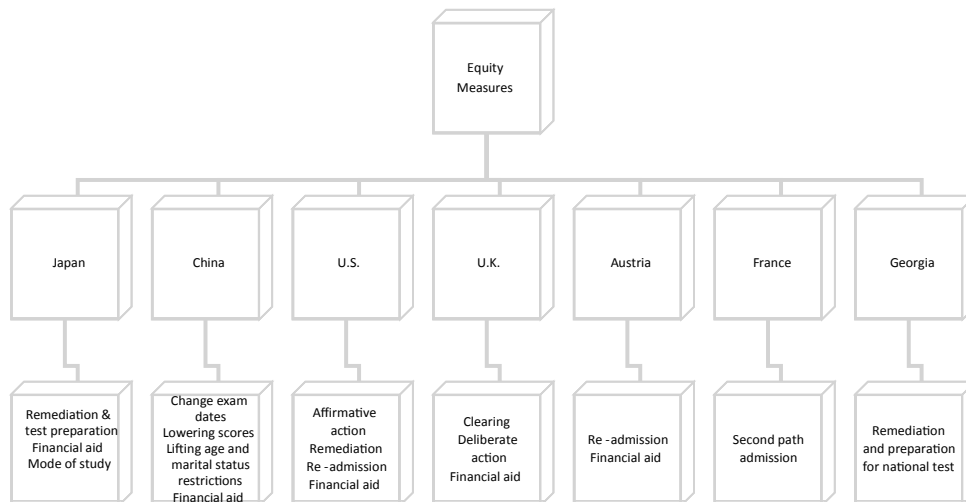 Equity
Measures
Japan
China
U.S.
U.K.
Austria
France
Georgia
Remediation &
test preparation
Financial aid
Mode of study
Change exam
dates
Lowering scores
Lifting age and
marital status
restrictions
Financial aid
Affirmative
action
Remediation
Re -admission
Financial aid
Clearing
Deliberate
action
Financial aid
Re -admission
Financial aid
Second path
admission
Remediation
and preparation
for national test